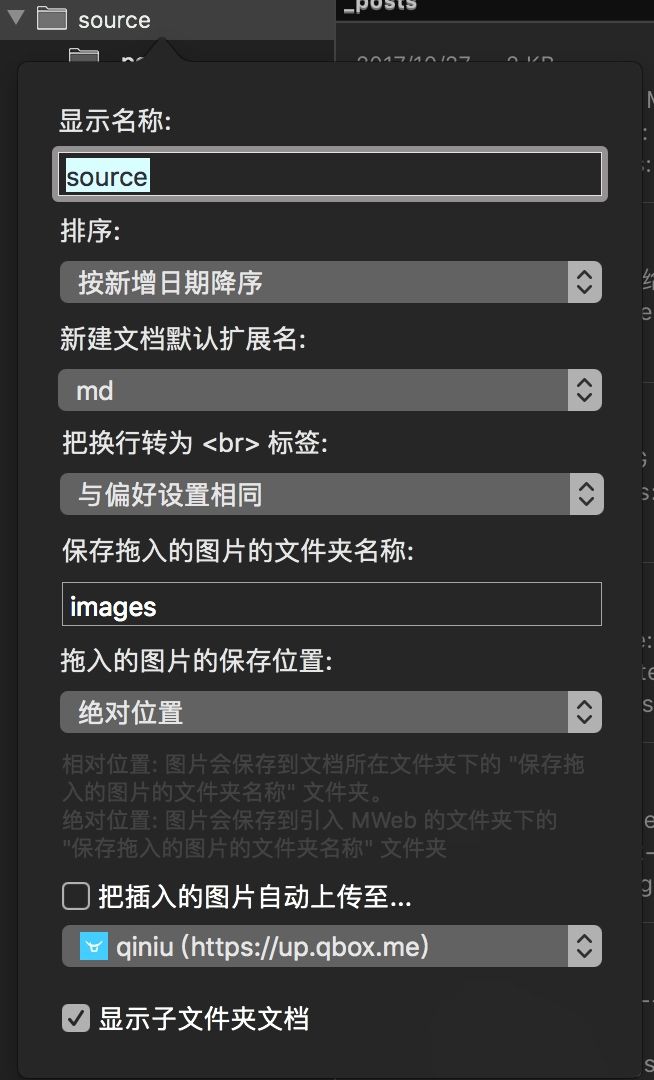 source
_posts
2017/10/27
2 KB
显示名称:
source
排序:
按新增日期降序
新建文档默认扩展名:
md
把换行转为 <br> 标签:
与偏好设置相同
保存拖入的图片的文件夹名称:
images
拖入的图片的保存位置:
绝对位置
相对位置: 图片会保存到文档所在文件夹下的 "保存拖
入的图片的文件夹名称" 文件夹。
绝对位置: 图片会保存到引入 MWeb 的文件夹下的
"保存拖入的图片的文件夹名称" 文件夹
把插入的图片自动上传至...
qiniu (https://up.qbox.me)
显示子文件夹文档